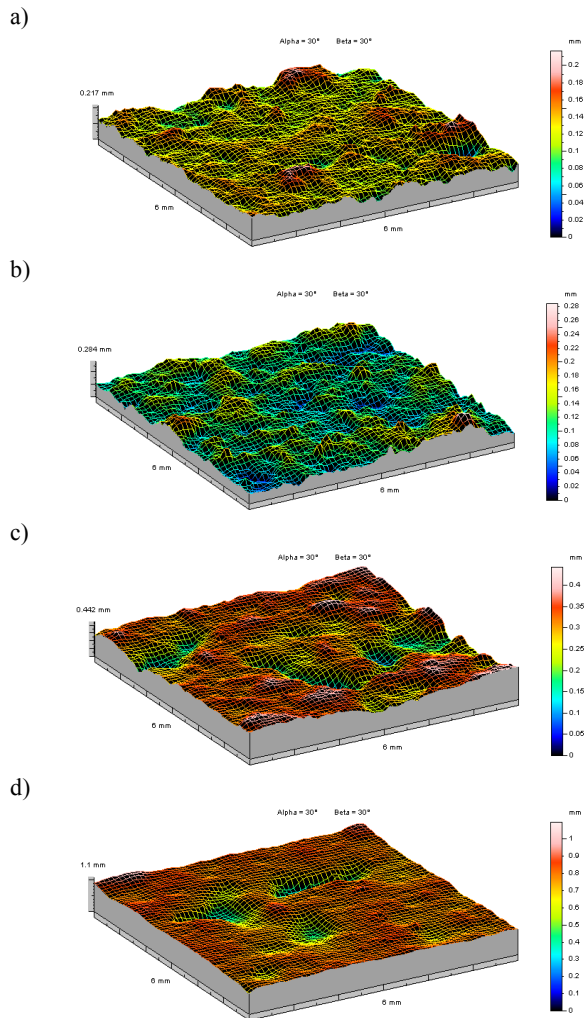 a)
Alpha = 30° Beta = 30°
mm
0.217 mm
0.2
0.18
0.16
0.14
0.12
0.1
0.08
0.06
0.04
0.02
0
6 mm
6 mm
b)
Alpha = 30° Beta = 30°
mm
0.284 mm
0.28
0.26
0.24
0.22
0.2
0.18
0.16
0.14
0.12
0.1
0.08
0.06
0.04
0.02
0
6 mm
6 mm
c)
Alpha = 30° Beta = 30°
mm
0.442 mm
0.4
0.35
0.3
0.25
0.2
0.15
0.1
0.05
0
6 mm
6 mm
d)
Alpha = 30° Beta = 30°
mm
1.1 mm
1
0.9
0.8
0.7
0.6
0.5
0.4
0.3
0.2
0.1
0
6 mm
6 mm